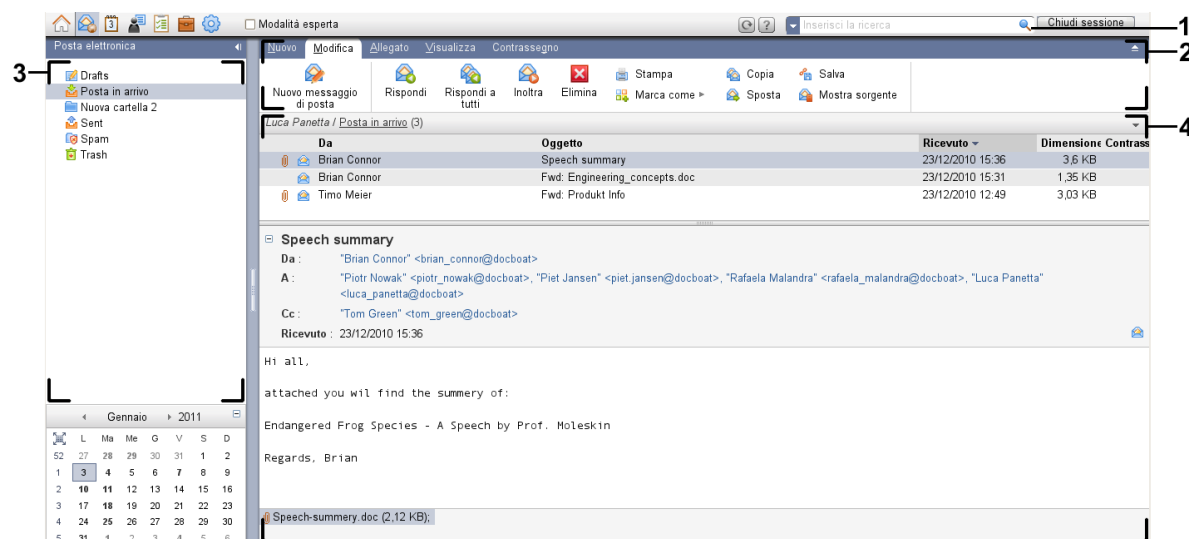 Modalità esperta
Inserisci la ricerca
Chiudi sessione
1
Posta elettronica
Nuovo Modifica Allegato Visualizza Contrassegno
2
3
Drafts
Posta in arrivo
Nuova cartella 2
Sent
Spam
Trash
Nuovo messaggio di posta
Rispondi
Rispondi a tutti
Inoltra
Elimina
Stampa
Marca come
Copia
Sposta
Salva
Mostra sorgente
Luca Panetta / Posta in arrivo (3)
4
Da Oggetto Ricevuto Dimensione Contrass
Brian Connor Speech summary 23/12/2010 15:36 3,6 KB
Brian Connor Fwd: Engineering_concepts.doc 23/12/2010 15:31 1,35 KB
Timo Meier Fwd: Produkt Info 23/12/2010 12:49 3,03 KB
Speech summary
Da : "Brian Connor" <brian_connor@docboat>
A : "Piotr Nowak" <piotr_nowak@docboat>, "Piet Jansen" <piet.jansen@docboat>, "Rafaela Malandra" <rafaela_malandra@docboat>, "Luca Panetta"
<luca_panetta@docboat>
Cc : "Tom Green" <tom_green@docboat>
Ricevuto : 23/12/2010 15:36
Hi all,
attached you wil find the summery of:
Endangered Frog Species - A Speech by Prof. Moleskin
Regards, Brian
Speech-summery.doc (2,12 KB);
Gennaio 2011
L Ma Me G V S D
52 27 28 29 30 31 1 2
1 3 4 5 6 7 8 9
2 10 11 12 13 14 15 16
3 17 18 19 20 21 22 23
4 24 25 26 27 28 29 30
5 31 1 2 3 4 5 6